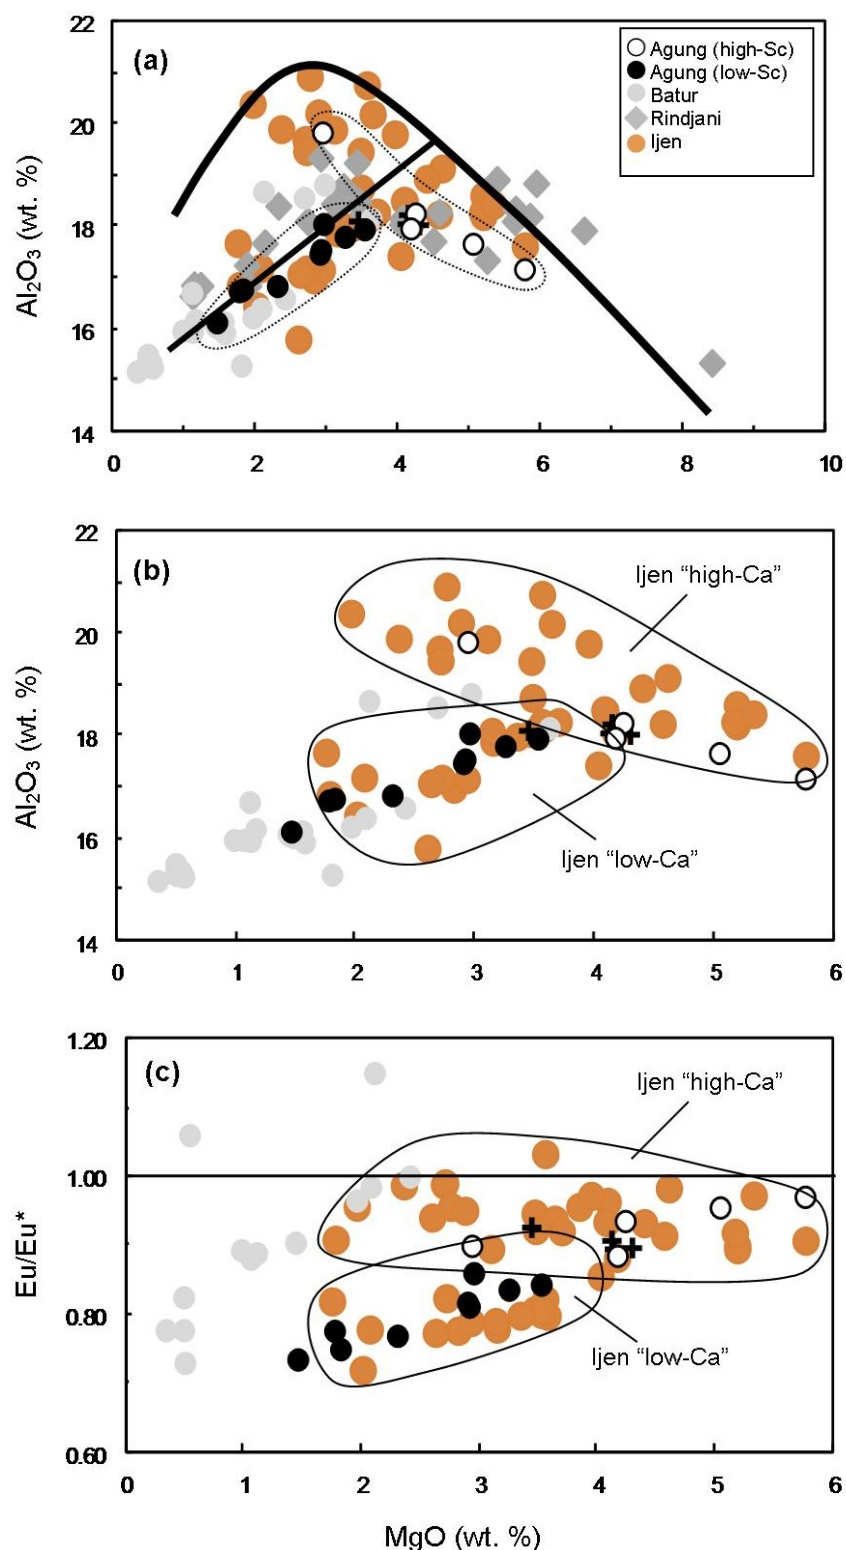 22
(a)
Agung (high-Sc)
Agung (low-Sc)
Batur
Rindjani
Ijen
20
18
16
14
Al₂O₃ (wt. %)
0 2 4 6 8 10
22
(b)
Ijen “high-Ca”
20
18
16
Ijen “low-Ca”
14
Al₂O₃ (wt. %)
0 1 2 3 4 5 6
1.20
(c)
Ijen “high-Ca”
1.00
0.80
Ijen “low-Ca”
0.60
Eu/Eu*
0 1 2 3 4 5 6
MgO (wt. %)